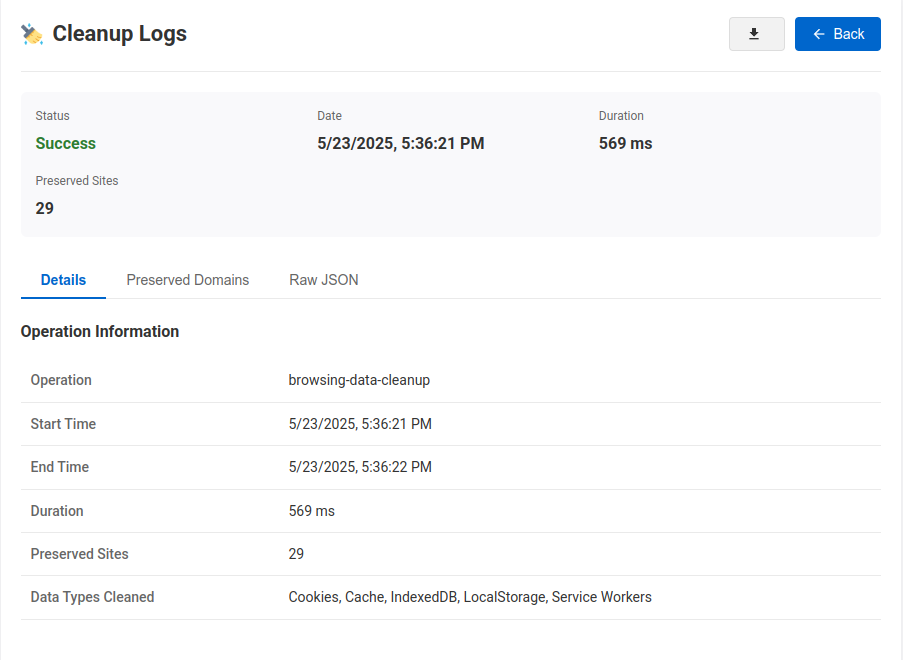 Cleanup Logs
Back
Status
Date
Duration
Success
5/23/2025, 5:36:21 PM
569 ms
Preserved Sites
29
Details
Preserved Domains
Raw JSON
Operation Information
Operation
browsing-data-cleanup
Start Time
5/23/2025, 5:36:21 PM
End Time
5/23/2025, 5:36:22 PM
Duration
569 ms
Preserved Sites
29
Data Types Cleaned
Cookies, Cache, IndexedDB, LocalStorage, Service Workers